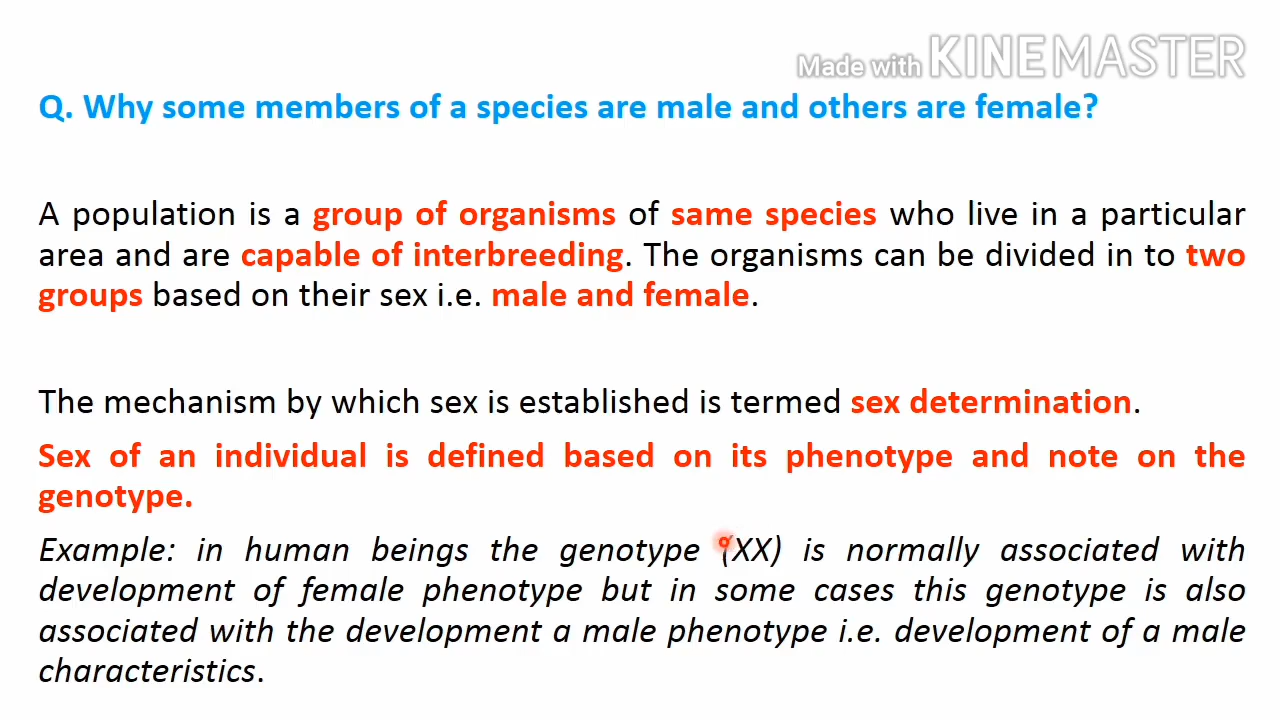 Made with KINEMASTER
Q. Why some members of a species are male and others are female?
A population is a group of organisms of same species who live in a particular
area and are capable of interbreeding. The organisms can be divided in to two
groups based on their sex i.e. male and female.
The mechanism by which sex is established is termed sex determination.
Sex of an individual is defined based on its phenotype and note on the
genotype.
Example: in human beings the genotype (XX) is normally associated with
development of female phenotype but in some cases this genotype is also
associated with the development a male phenotype i.e. development of a male
characteristics.